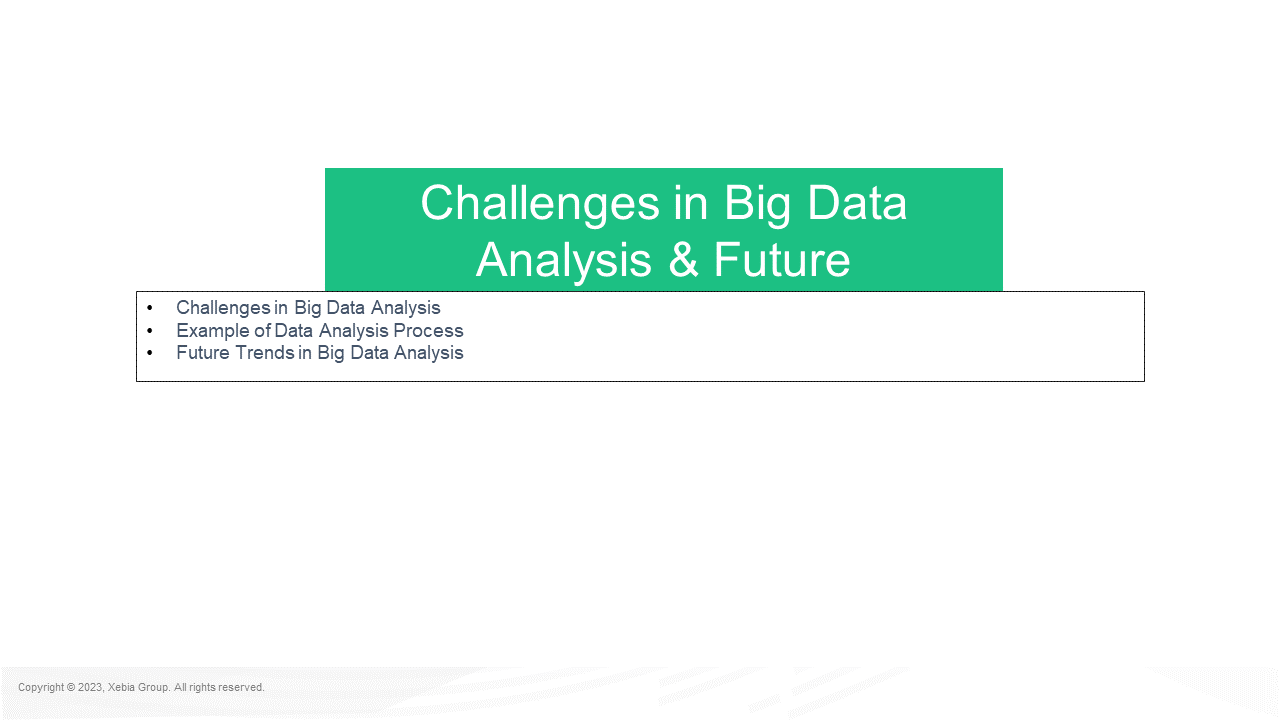 Challenges in Big Data
Analysis & Future
• Challenges in Big Data Analysis
• Example of Data Analysis Process
• Future Trends in Big Data Analysis
Copyright © 2023, Xebia Group. All rights reserved.